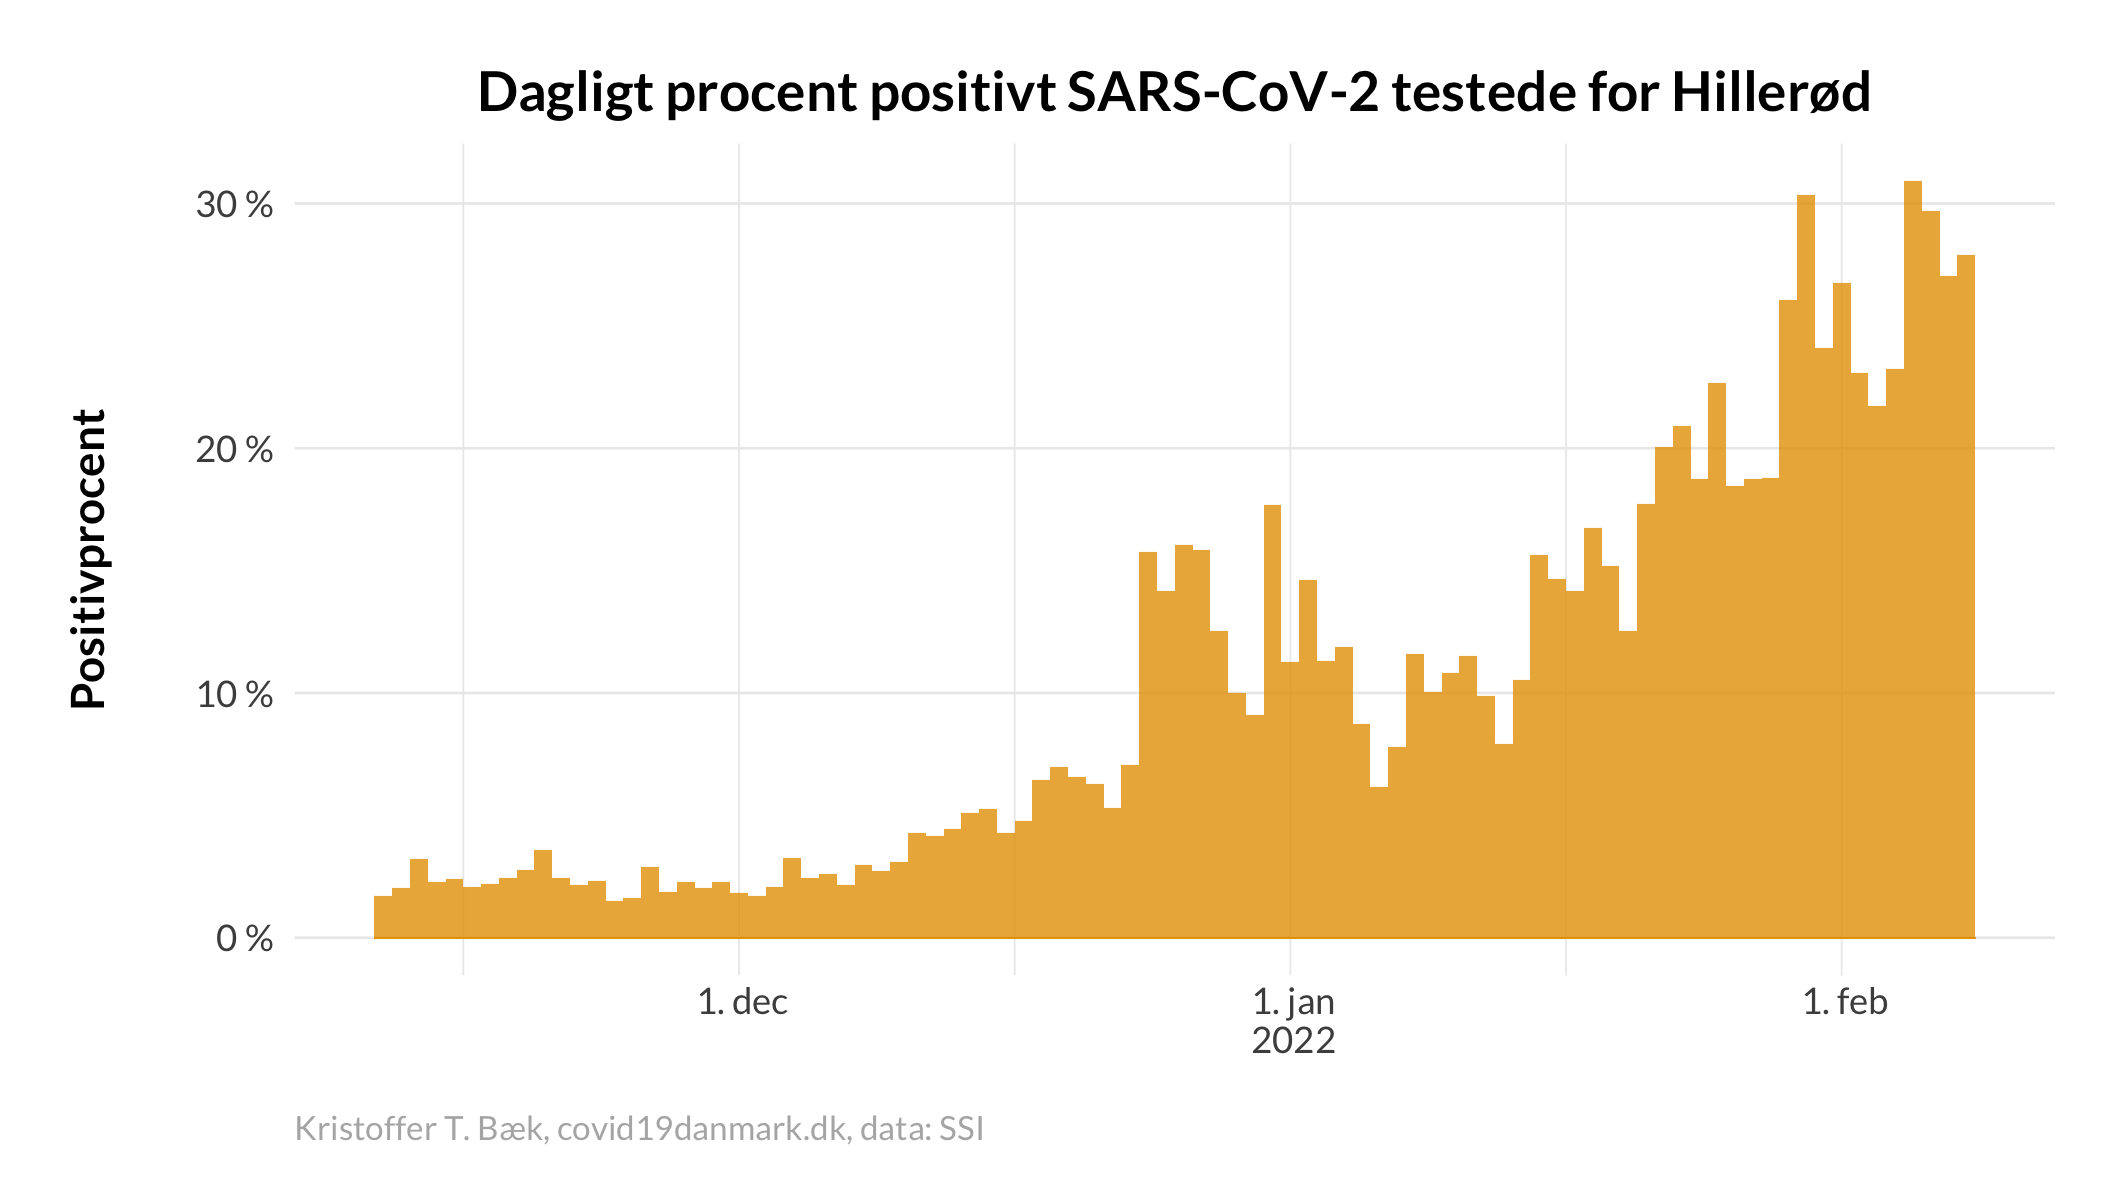 Dagligt procent positivt SARS-CoV-2 testede for Hillerød
Positivprocent
30 %
20 %
10 %
0 %
1. dec
1. jan
2022
1. feb
Kristoffer T. Bæk, covid19danmark.dk, data: SSI